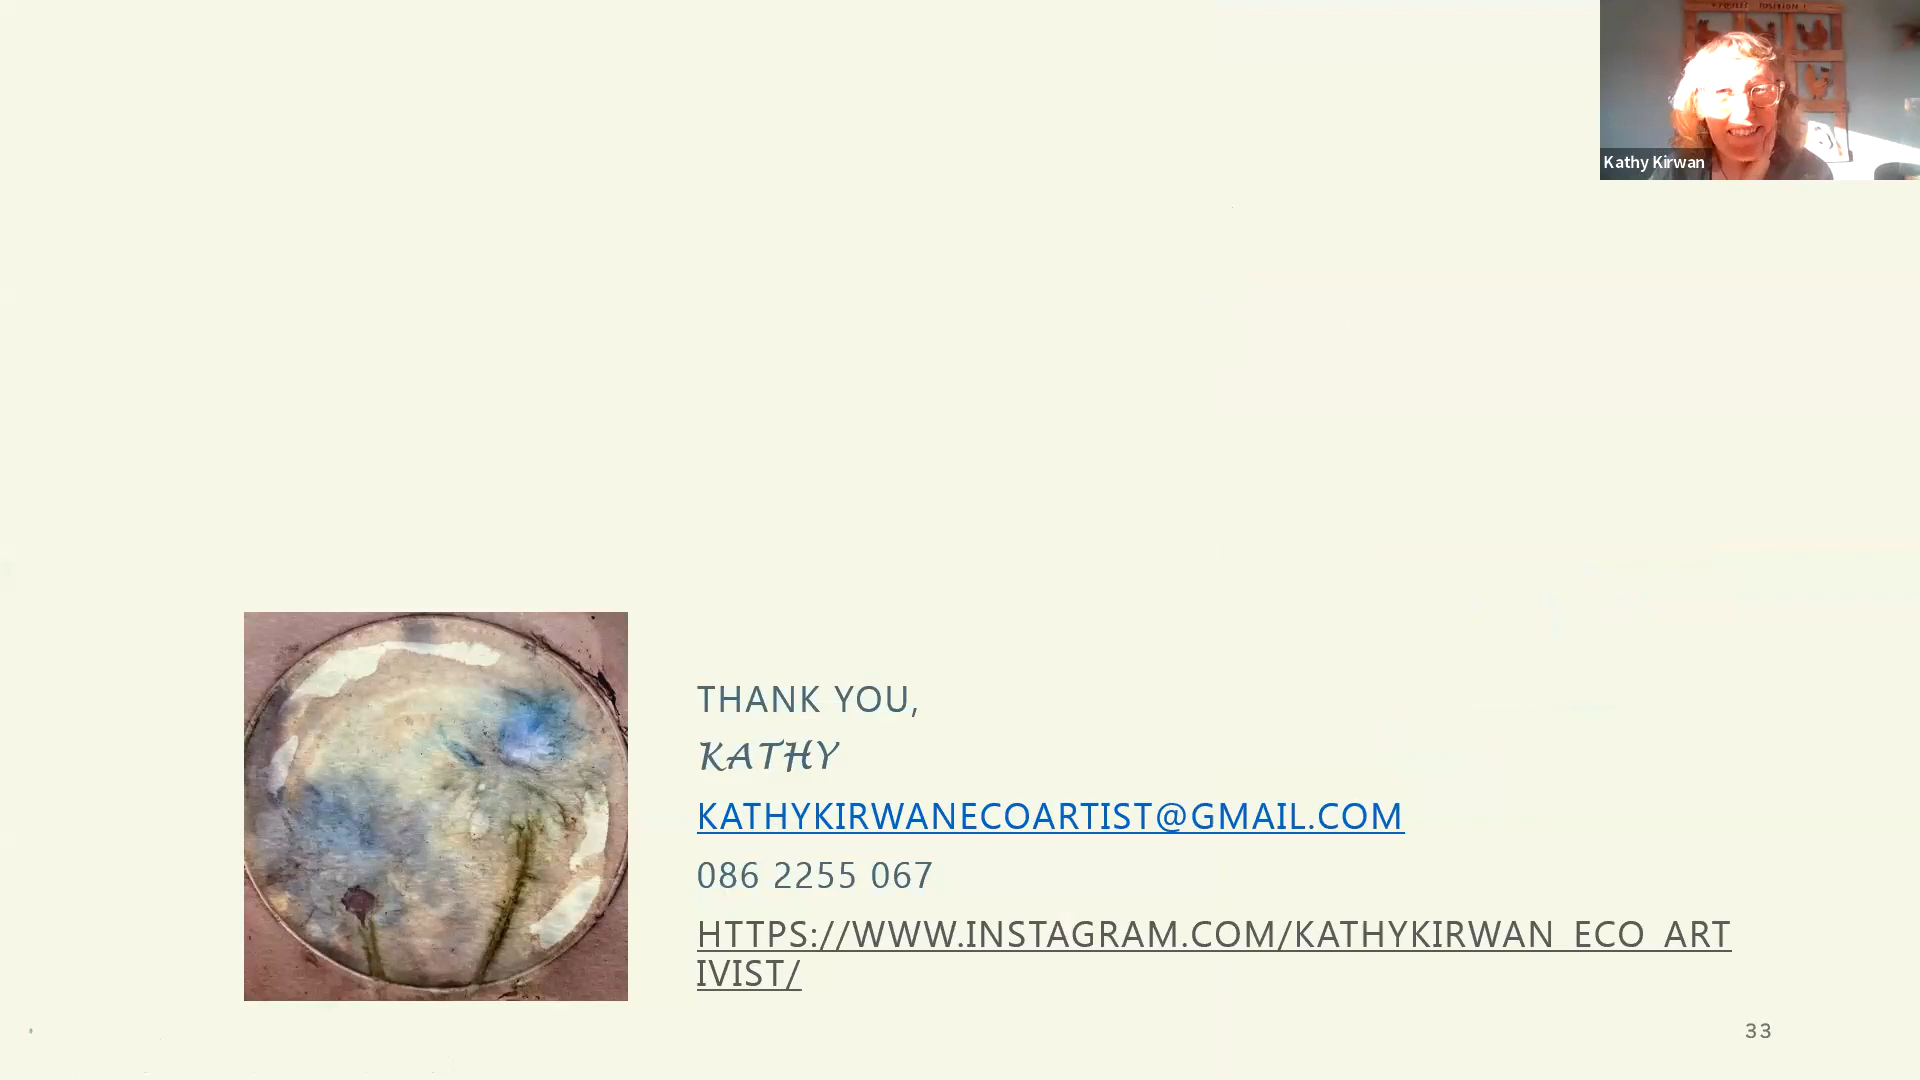 Kathy Kirwan
THANK YOU,
KATHY
KATHYKIRWANECOARTIST@GMAIL.COM
086 2255 067
HTTPS://WWW.INSTAGRAM.COM/KATHYKIRWAN_ECO_ART
IVIST/
33